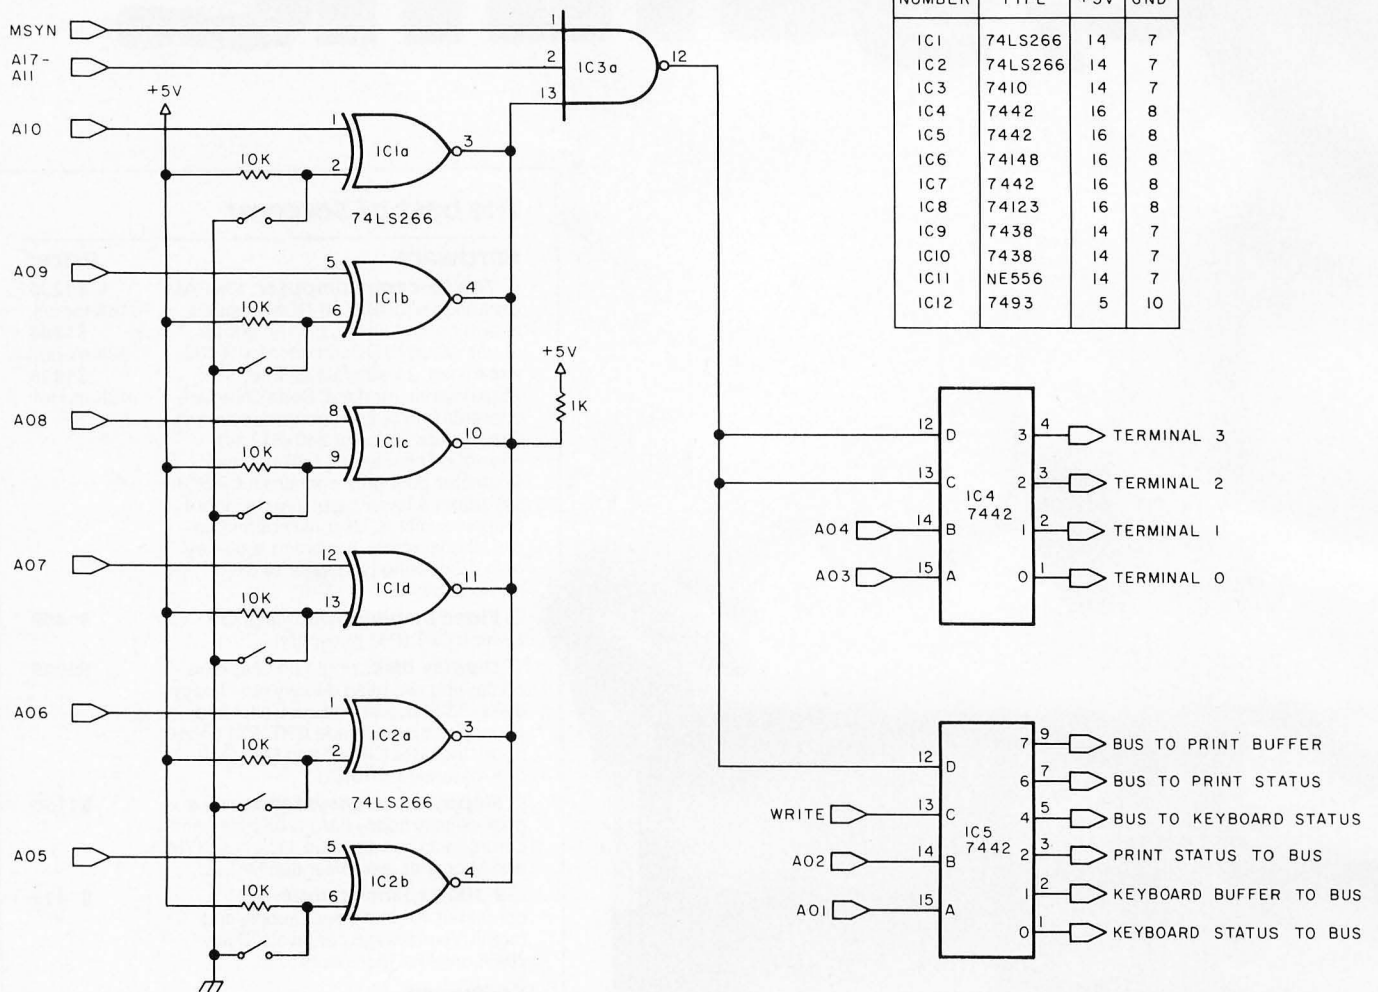 MSYN
A17-
A11
+5V
A10
1
2
13
IC3a
12
1
10K
2
IC1a
3
74LS266
A09
5
10K
6
IC1b
4
+5V
1K
A08
8
10K
9
IC1c
10
A07
12
10K
13
IC1d
11
A06
1
10K
2
IC2a
3
74LS266
A05
5
10K
6
IC2b
4
NUMBER TYPE +5V GND
IC1 74LS266 14 7
IC2 74LS266 14 7
IC3 7410 14 7
IC4 7442 16 8
IC5 7442 16 8
IC6 74148 16 8
IC7 7442 16 8
IC8 74123 16 8
IC9 7438 14 7
IC10 7438 14 7
IC11 NE556 14 7
IC12 7493 5 10
12 D 3 4 TERMINAL 3
13 C 2 3 TERMINAL 2
IC4
7442
A04 14 B 1 2 TERMINAL 1
A03 15 A 0 1 TERMINAL 0
7 9 BUS TO PRINT BUFFER
12 D
6 7 BUS TO PRINT STATUS
WRITE 13 C
4 5 BUS TO KEYBOARD STATUS
IC5
7442
A02 14 B
2 3 PRINT STATUS TO BUS
1 2 KEYBOARD BUFFER TO BUS
A01 15 A
0 1 KEYBOARD STATUS TO BUS